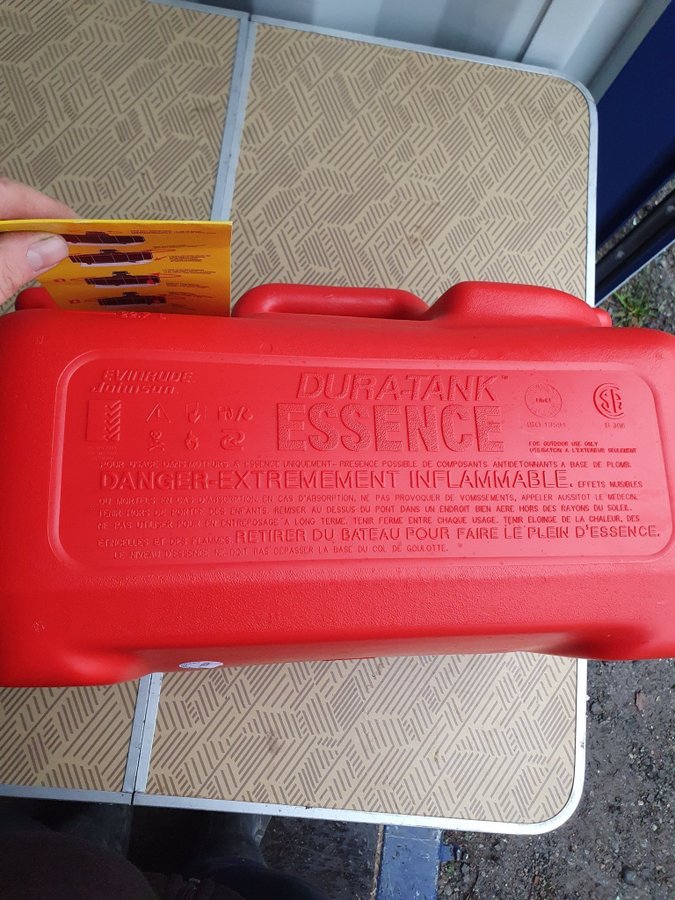 22.7 L
EVINRUDE
Johnson
DURA-TANK™
ESSENCE
ISO 13591
B 306
FOR OUTDOOR USE ONLY
UTILISATION A L'EXTERIEUR SEULEMENT
POUR USAGE DANS MOTEURS A ESSENCE UNIQUEMENT - PRESENCE POSSIBLE DE COMPOSANTS ANTIDETONNANTS A BASE DE PLOMB.
DANGER-EXTREMEMENT INFLAMMABLE. EFFETS NUISIBLES
OU MORTELS EN CAS D'ABSORPTION. EN CAS D'ABSORPTION, NE PAS PROVOQUER DE VOMISSEMENTS, APPELER AUSSITOT LE MEDECIN.
TENIR HORS DE PORTEE DES ENFANTS. REMISER AU DESSUS DU PONT DANS UN ENDROIT BIEN AERE HORS DES RAYONS DU SOLEIL.
NE PAS UTILISER POUR EN ENTREPOSAGE A LONG TERME. TENIR FERME ENTRE CHAQUE USAGE. TENIR ELOIGNE DE LA CHALEUR, DES
ETINCELLES ET DES FLAMMES. RETIRER DU BATEAU POUR FAIRE LE PLEIN D'ESSENCE.
LE NIVEAU D'ESSENCE NE DOIT PAS DEPASSER LA BASE DU COL DE GOULOTTE.